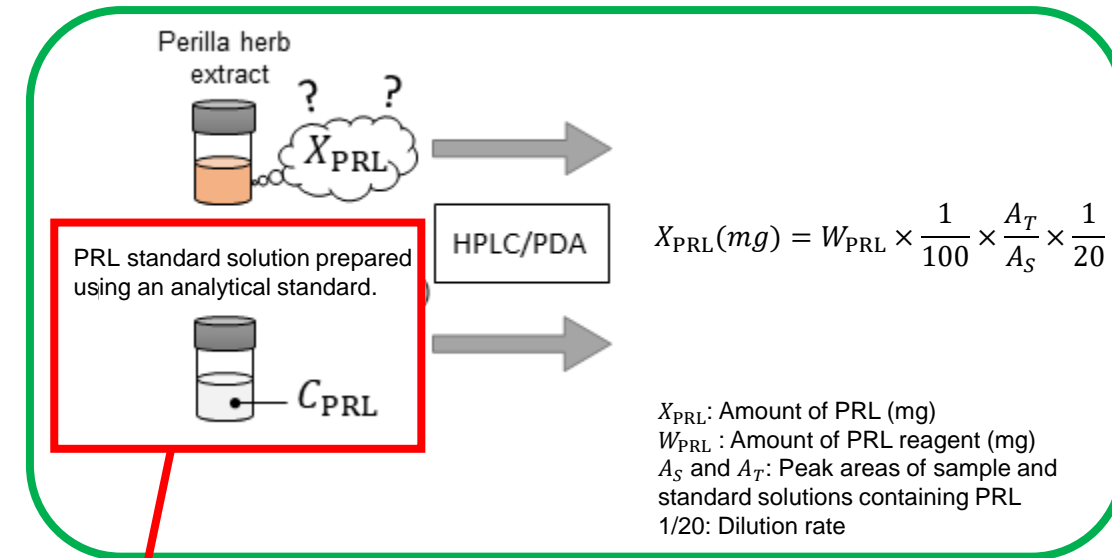 Perilla herb
extract
? ?
X_PRL
PRL standard solution prepared
using an analytical standard.
)
C_PRL
HPLC/PDA
X_PRL(mg) = W_PRL × 1/100 × A_T/A_S × 1/20
X_PRL: Amount of PRL (mg)
W_PRL : Amount of PRL reagent (mg)
A_S and A_T: Peak areas of sample and
standard solutions containing PRL
1/20: Dilution rate